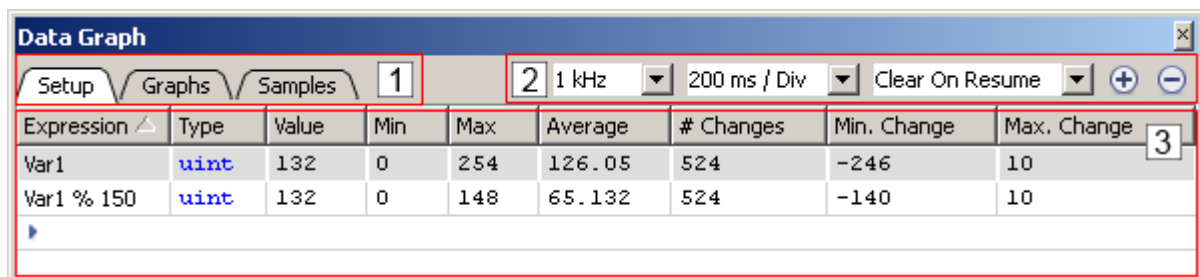 Data Graph
Setup Graphs Samples 1 2 1 kHz 200 ms / Div Clear On Resume
Expression Type Value Min Max Average # Changes Min. Change Max. Change 3
Var1 uint 132 0 254 126.05 524 -246 10
Var1 % 150 uint 132 0 148 65.132 524 -140 10